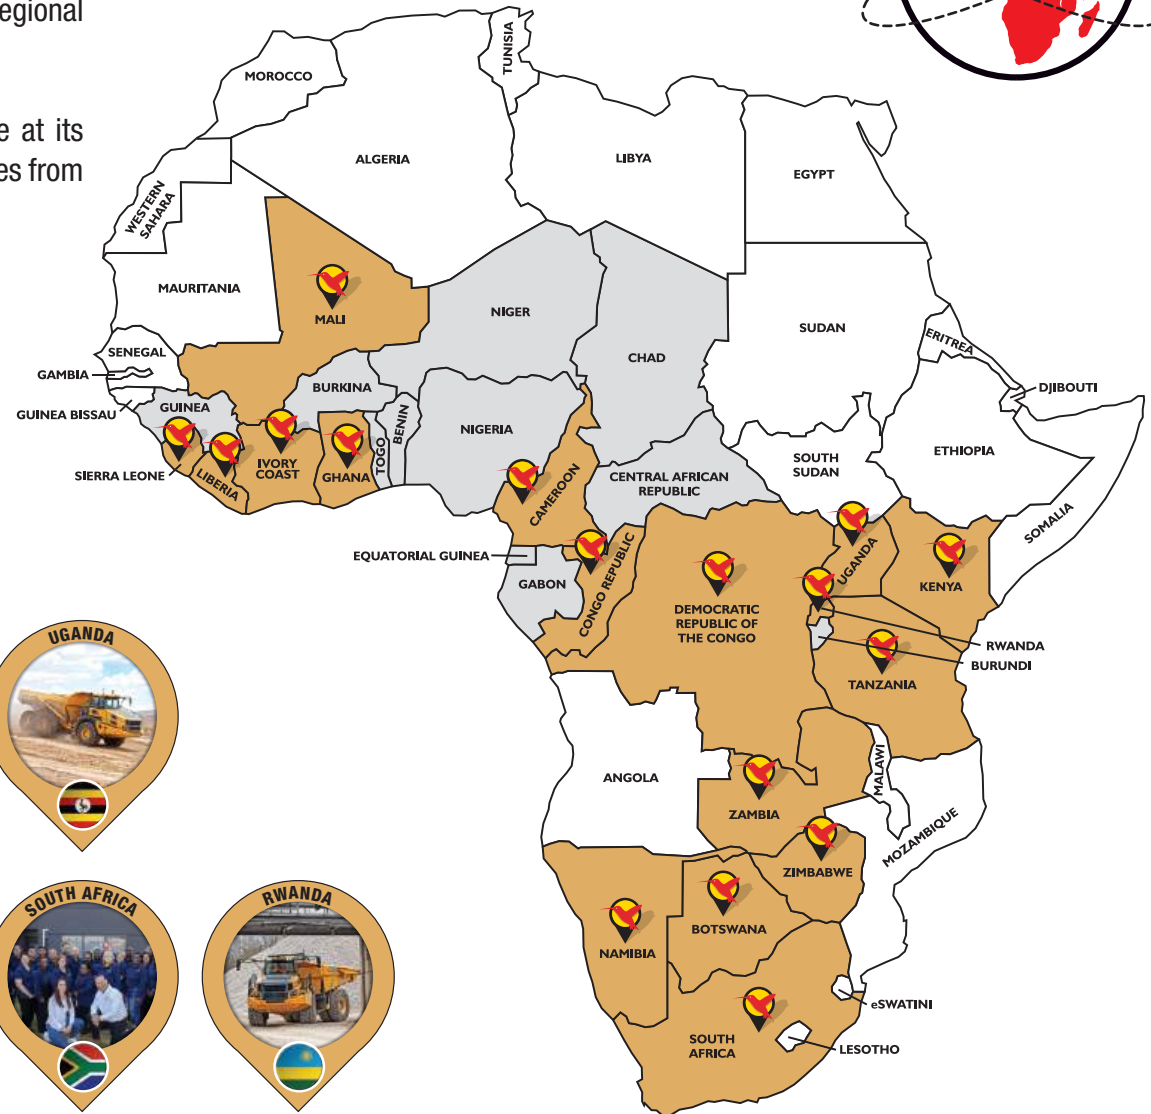 egional
e at its
es from
TUNISIA
MOROCCO
ALGERIA
LIBYA
EGYPT
WESTERN
SAHARA
MAURITANIA
MALI
NIGER
CHAD
SUDAN
ERITREA
DJIBOUTI
SENEGAL
GAMBIA
GUINEA BISSAU
GUINEA
BURKINA
BENIN
TOGO
NIGERIA
SIERRA LEONE
LIBERIA
IVORY
COAST
GHANA
CAMEROON
CENTRAL AFRICAN
REPUBLIC
SOUTH
SUDAN
ETHIOPIA
SOMALIA
EQUATORIAL GUINEA
GABON
CONGO REPUBLIC
DEMOCRATIC
REPUBLIC OF
THE CONGO
UGANDA
KENYA
RWANDA
BURUNDI
TANZANIA
ANGOLA
ZAMBIA
MALAWI
MOZAMBIQUE
ZIMBABWE
NAMIBIA
BOTSWANA
SOUTH
AFRICA
eSWATINI
LESOTHO
UGANDA
SOUTH AFRICA
RWANDA